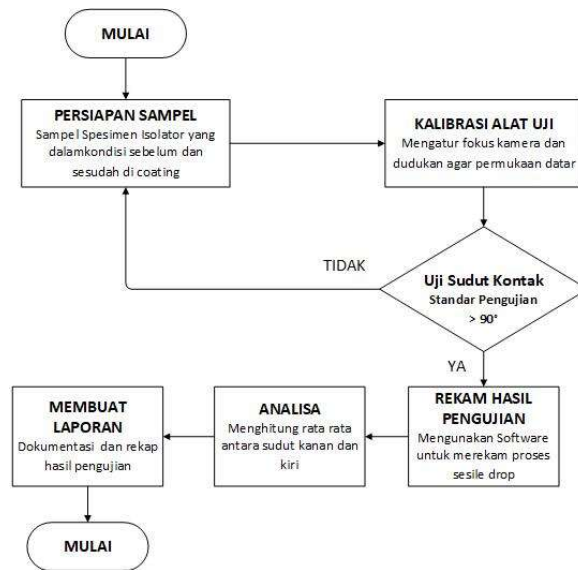 MULAI
PERSIAPAN SAMPEL
Sampel Spesimen Isolator yang
dalamkondisi sebelum dan
sesudah di coating
KALIBRASI ALAT UJI
Mengatur fokus kamera dan
dudukan agar permukaan datar
TIDAK
Uji Sudut Kontak
Standar Pengujian
> 90°
YA
REKAM HASIL
PENGUJIAN
Mengunakan Software
untuk merekam proses
sesile drop
ANALISA
Menghitung rata rata
antara sudut kanan dan
kiri
MEMBUAT
LAPORAN
Dokumentasi dan rekap
hasil pengujian
MULAI